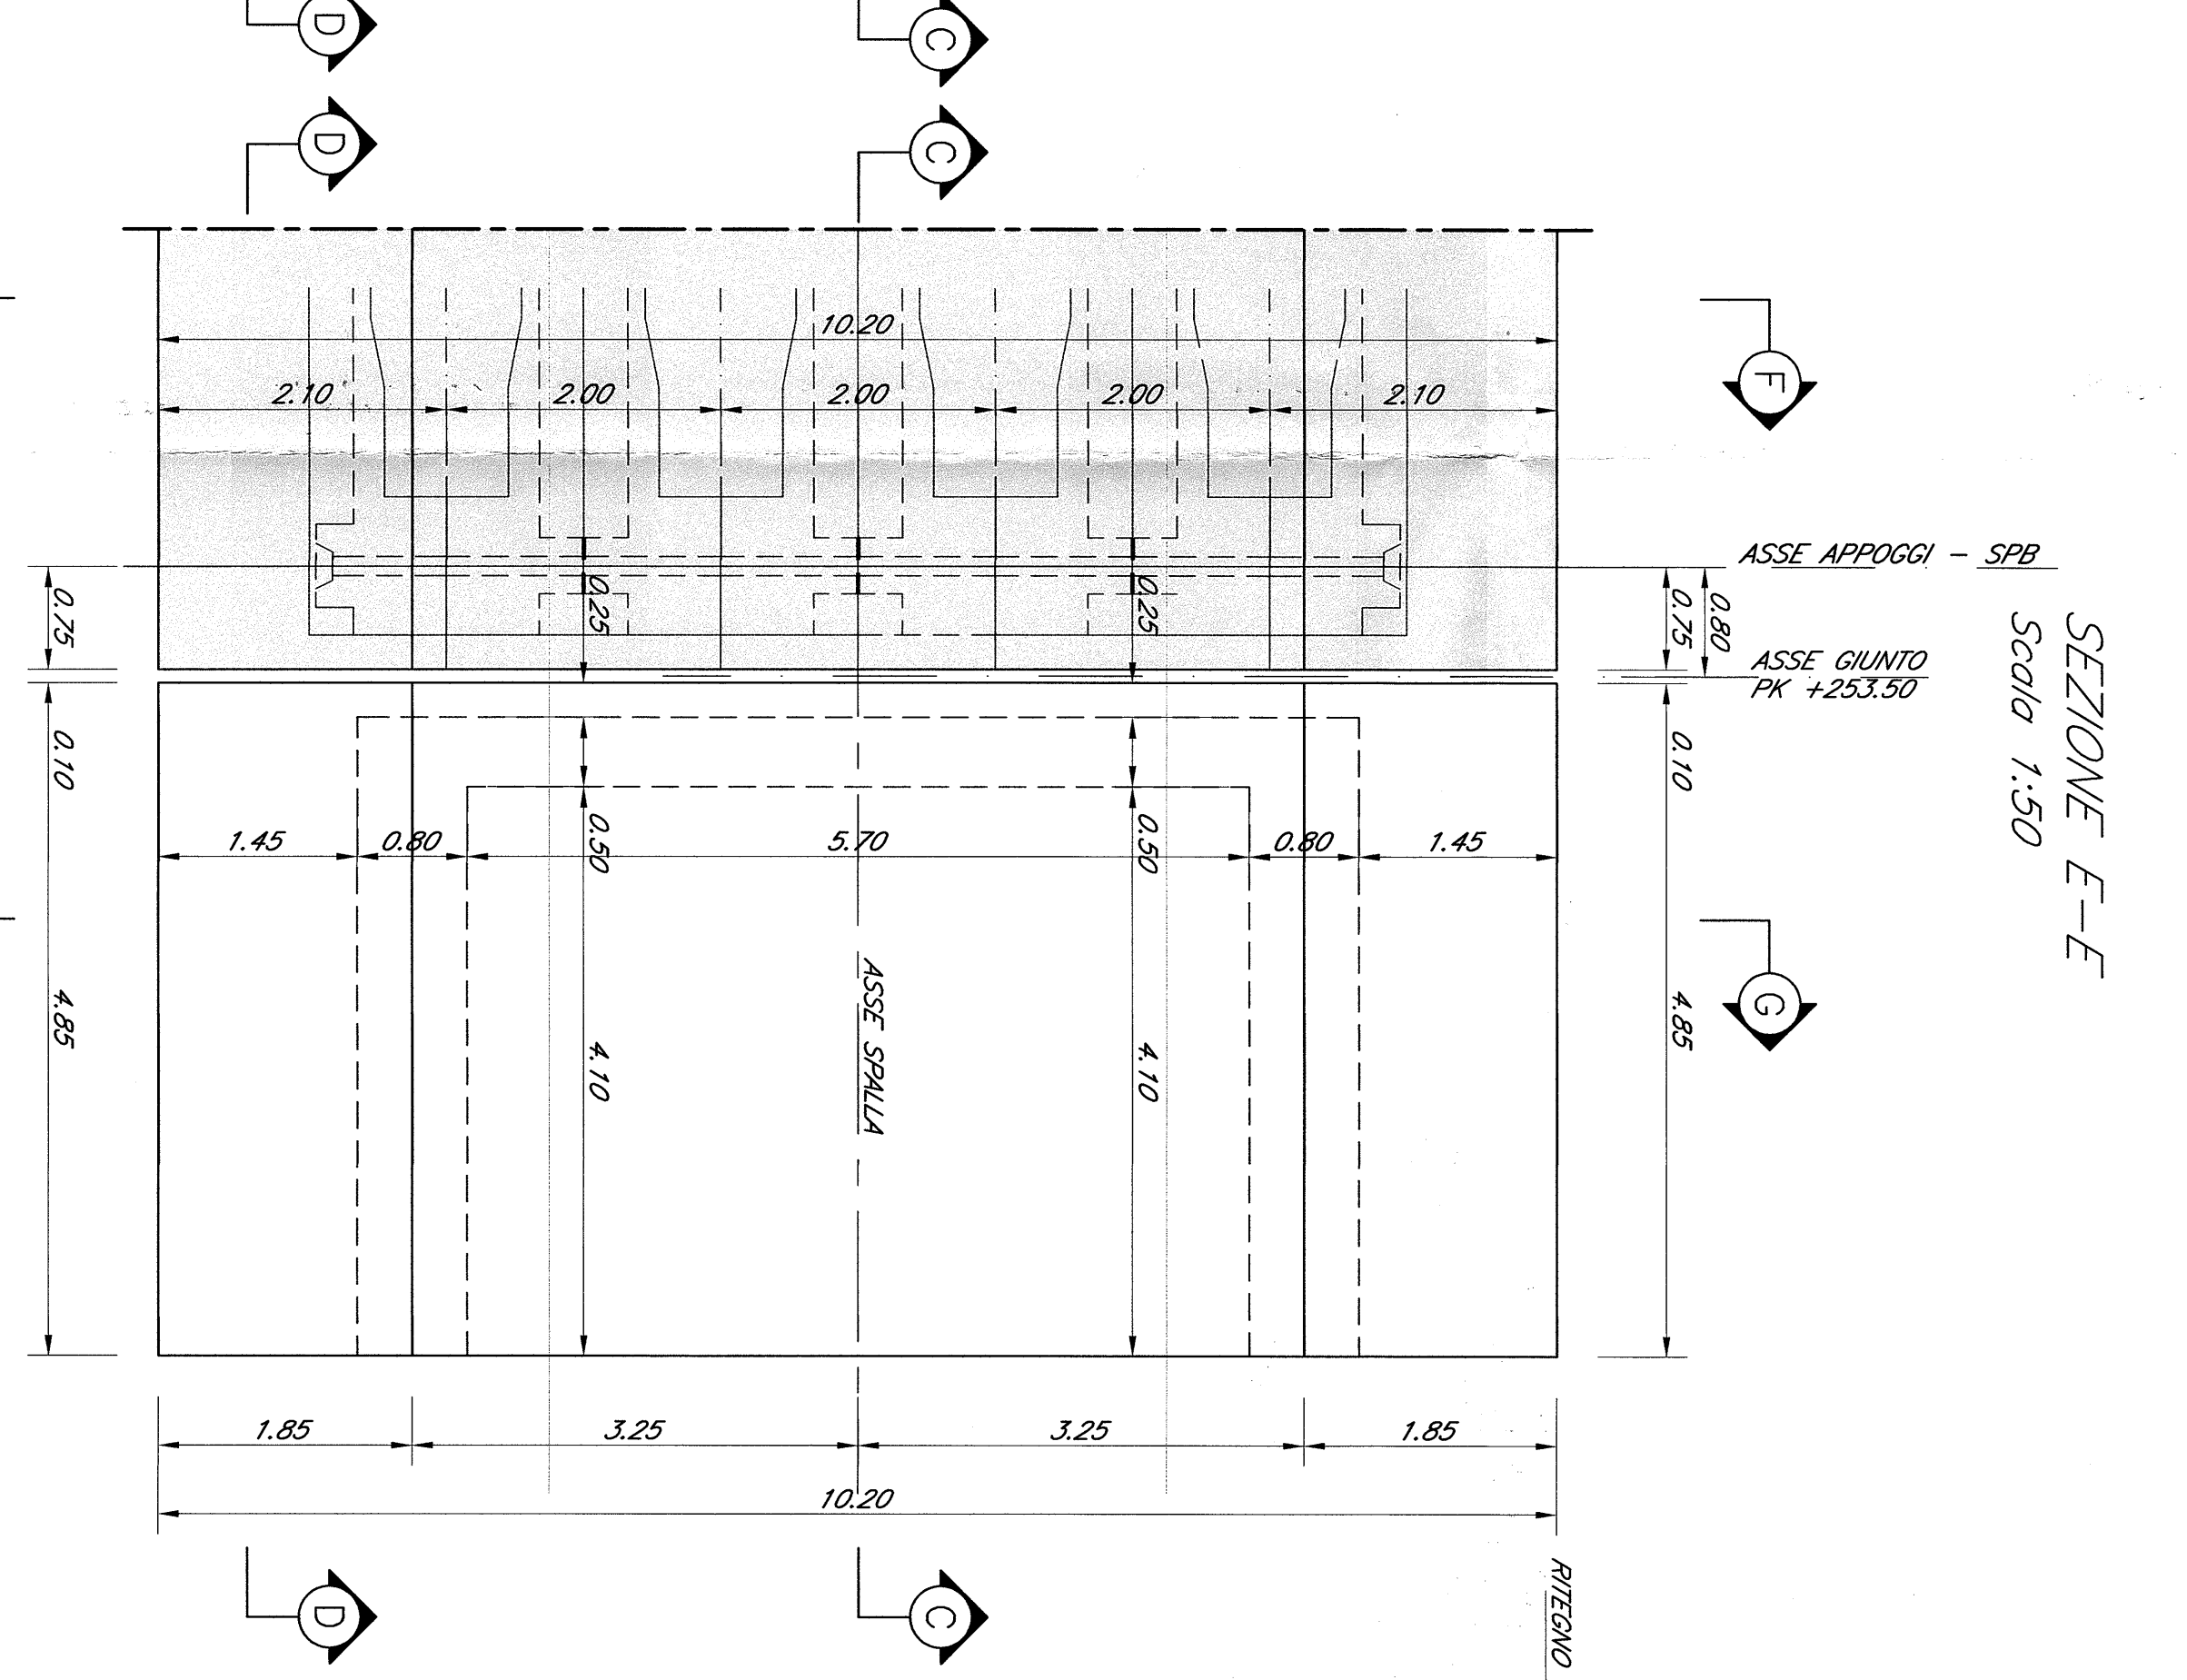 D
C
D
C
F
10.20
2.10
2.00
2.00
2.00
2.10
ASSE APPOGGI - SPB
SEZIONE E-E
Scala 1:50
0.75
0.25
0.25
0.75
0.80
ASSE GIUNTO
PK +253.50
0.10
0.10
1.45
0.80
0.50
5.70
0.50
0.80
1.45
G
4.85
4.10
ASSE SPALLA
4.10
4.85
1.85
3.25
3.25
1.85
10.20
RITEGNO
D
C